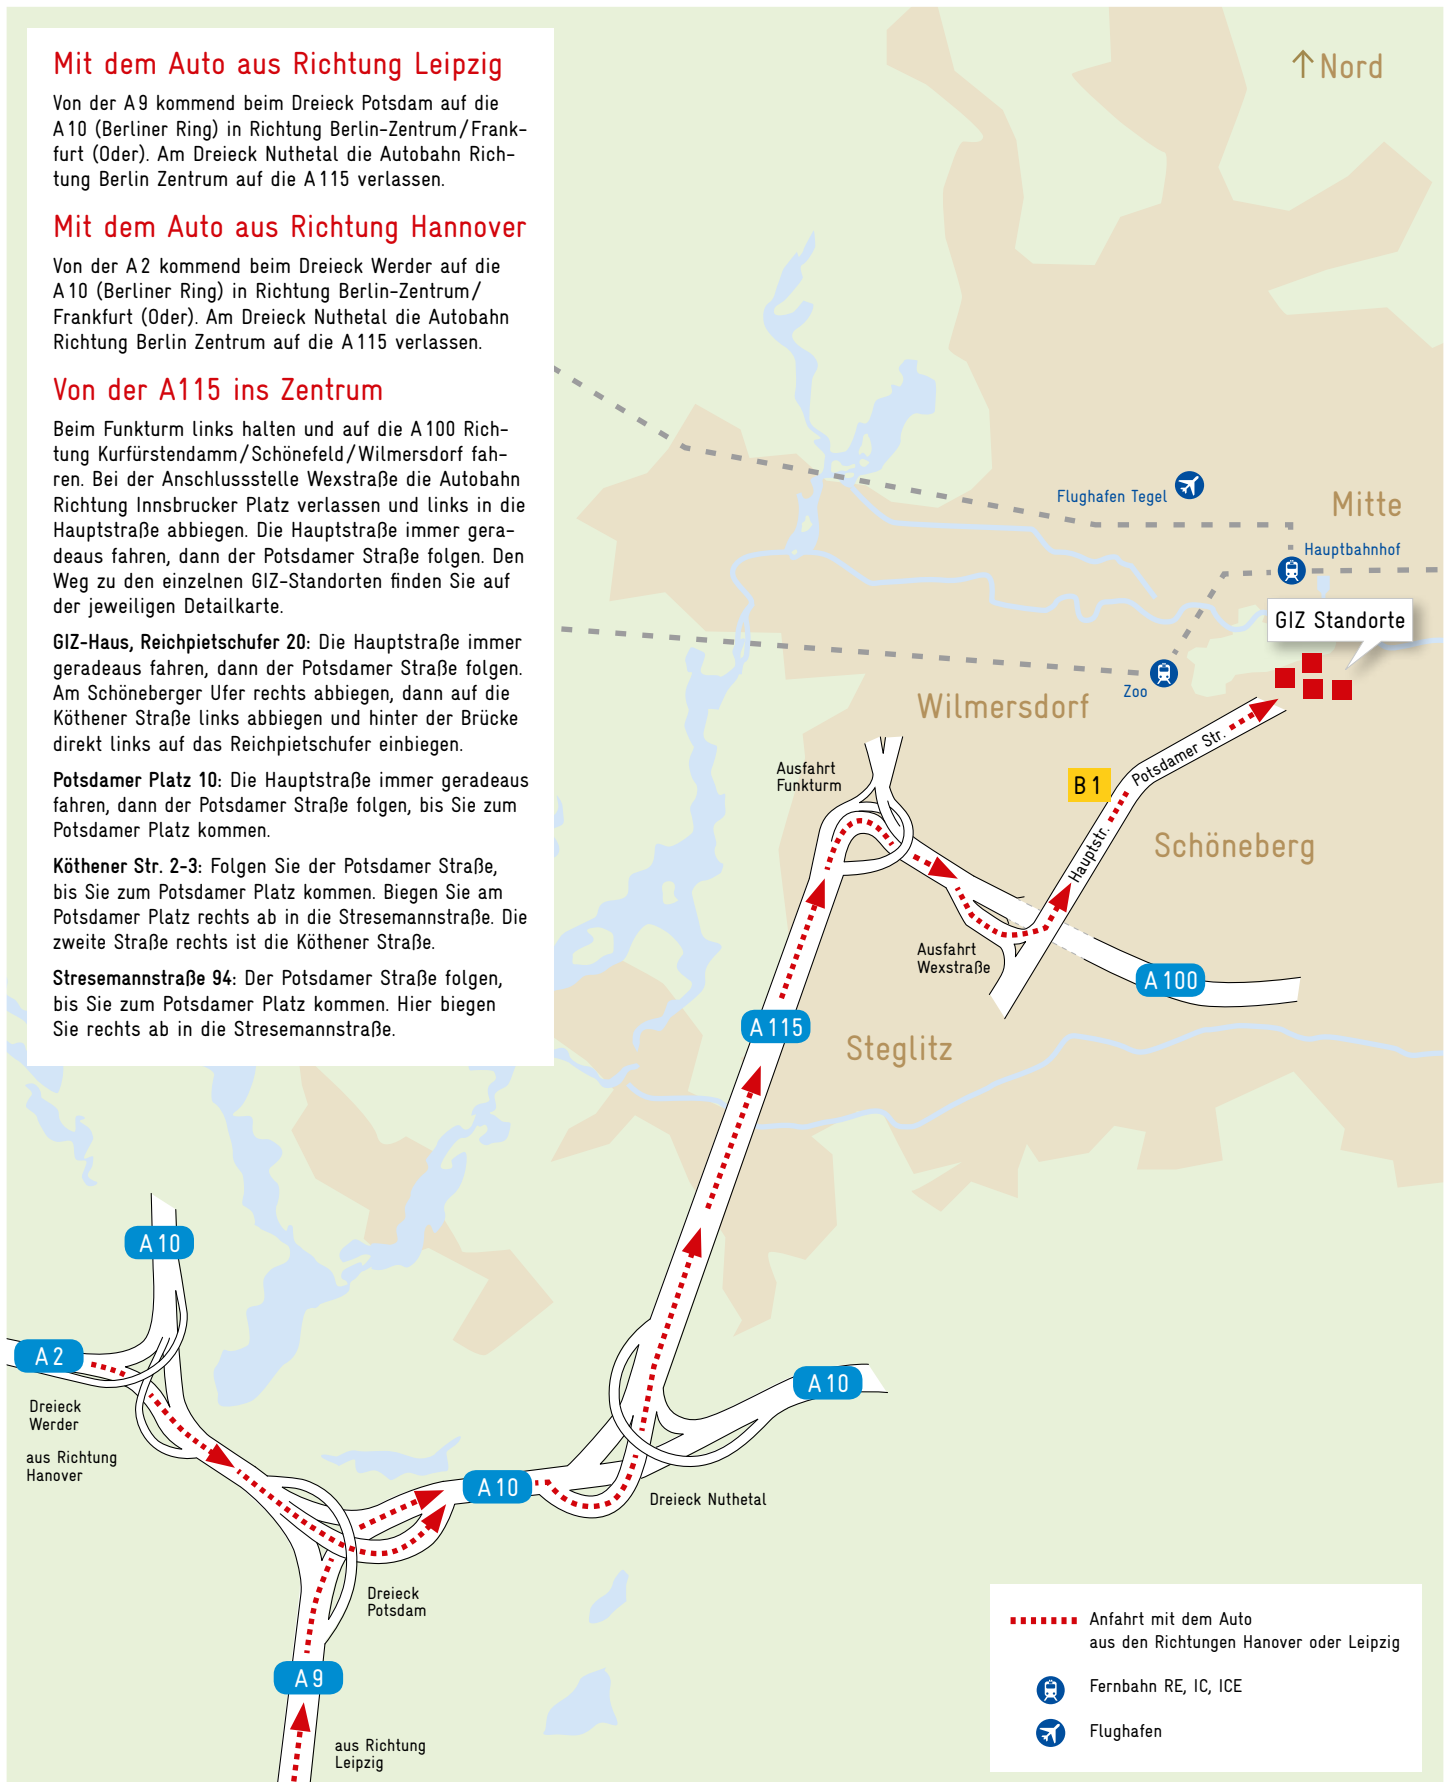 Mit dem Auto aus Richtung Leipzig
Von der A 9 kommend beim Dreieck Potsdam auf die
A 10 (Berliner Ring) in Richtung Berlin-Zentrum/Frank-
furt (Oder). Am Dreieck Nuthetal die Autobahn Rich-
tung Berlin Zentrum auf die A 115 verlassen.
Mit dem Auto aus Richtung Hannover
Von der A 2 kommend beim Dreieck Werder auf die
A 10 (Berliner Ring) in Richtung Berlin-Zentrum/
Frankfurt (Oder). Am Dreieck Nuthetal die Autobahn
Richtung Berlin Zentrum auf die A 115 verlassen.
Von der A115 ins Zentrum
Beim Funkturm links halten und auf die A 100 Rich-
tung Kurfürstendamm/Schönefeld/Wilmersdorf fah-
ren. Bei der Anschlussstelle Wexstraße die Autobahn
Richtung Innsbrucker Platz verlassen und links in die
Hauptstraße abbiegen. Die Hauptstraße immer gera-
deaus fahren, dann der Potsdamer Straße folgen. Den
Weg zu den einzelnen GIZ-Standorten finden Sie auf
der jeweiligen Detailkarte.
GIZ-Haus, Reichpietschufer 20: Die Hauptstraße immer
geradeaus fahren, dann der Potsdamer Straße folgen.
Am Schöneberger Ufer rechts abbiegen, dann auf die
Köthener Straße links abbiegen und hinter der Brücke
direkt links auf das Reichpietschufer einbiegen.
Potsdamer Platz 10: Die Hauptstraße immer geradeaus
fahren, dann der Potsdamer Straße folgen, bis Sie zum
Potsdamer Platz kommen.
Köthener Str. 2-3: Folgen Sie der Potsdamer Straße,
bis Sie zum Potsdamer Platz kommen. Biegen Sie am
Potsdamer Platz rechts ab in die Stresemannstraße. Die
zweite Straße rechts ist die Köthener Straße.
Stresemannstraße 94: Der Potsdamer Straße folgen,
bis Sie zum Potsdamer Platz kommen. Hier biegen
Sie rechts ab in die Stresemannstraße.
Nord
Flughafen Tegel
Mitte
Hauptbahnhof
GIZ Standorte
Zoo
Wilmersdorf
Potsdamer Str.
Ausfahrt
Funkturm
B 1
Hauptstr.
Schöneberg
Ausfahrt
Wexstraße
A 100
A 115
Steglitz
A 10
A 2
Dreieck
Werder
aus Richtung
Hanover
A 10
A 10
Dreieck Nuthetal
Dreieck
Potsdam
A 9
aus Richtung
Leipzig
Anfahrt mit dem Auto
aus den Richtungen Hanover oder Leipzig
Fernbahn RE, IC, ICE
Flughafen